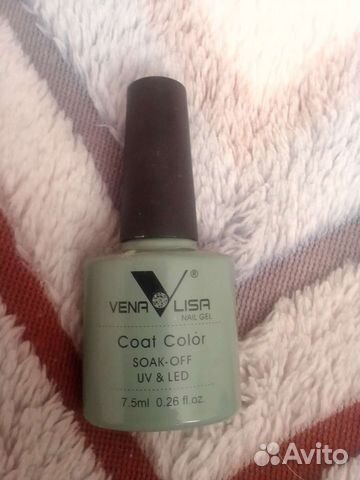 VENA LISA ®
NAIL GEL
Coat Color
SOAK-OFF
UV & LED
7.5ml 0.26 fl.oz.
Avito